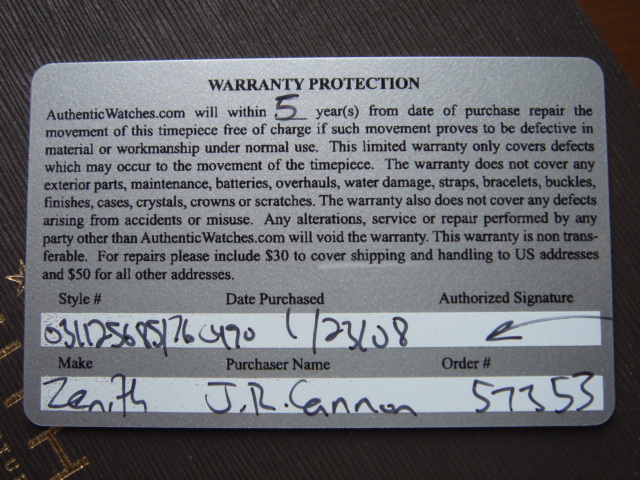 WARRANTY PROTECTION
AuthenticWatches.com will within 5 year(s) from date of purchase repair the
movement of this timepiece free of charge if such movement proves to be defective in
material or workmanship under normal use. This limited warranty only covers defects
which may occur to the movement of the timepiece. The warranty does not cover any
exterior parts, maintenance, batteries, overhauls, water damage, straps, bracelets, buckles,
finishes, cases, crystals, crowns or scratches. The warranty also does not cover any defects
arising from accidents or misuse. Any alterations, service or repair performed by any
party other than AuthenticWatches.com will void the warranty. This warranty is non trans-
ferable. For repairs please include $30 to cover shipping and handling to US addresses
and $50 for all other addresses.
Style # Date Purchased Authorized Signature
1/23/08
Make Purchaser Name Order #
Zenith J.R. Cannon 57353